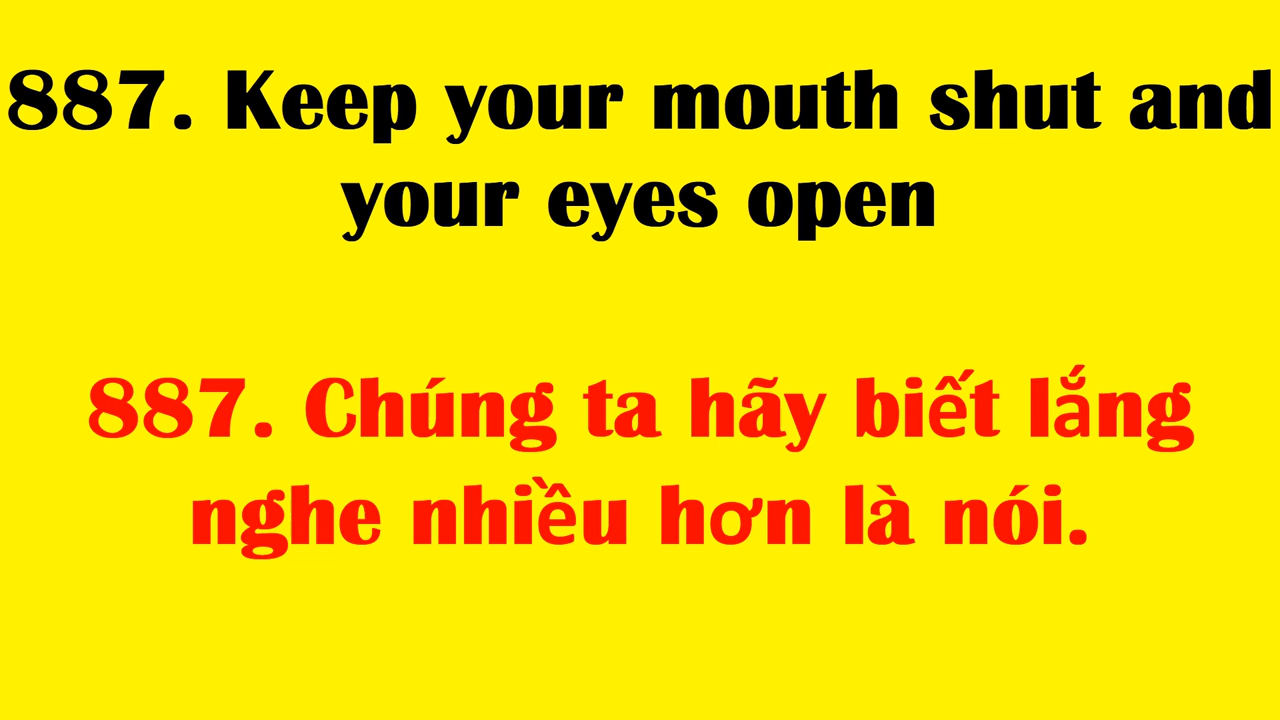 887. Keep your mouth shut and
your eyes open
887. Chúng ta hãy biết lắng
nghe nhiều hơn là nói.